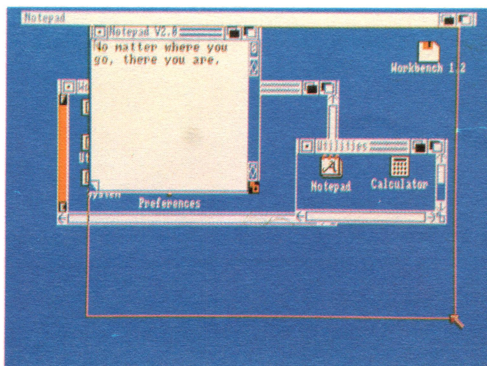 Notepad
Notepad V2.0
No matter where you
go, there you are.
Workbench 1.2
Utilities
Notepad
Calculator
Preferences